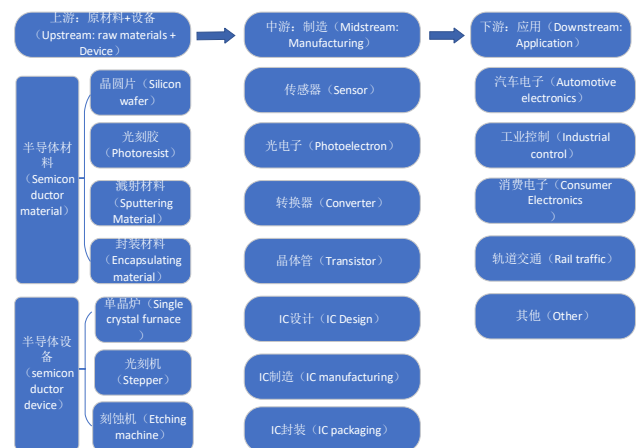 上游：原材料+设备
（Upstream: raw materials +
Device）
中游：制造（Midstream:
Manufacturing）
下游：应用（Downstream:
Application）
半导体材
料
（Semicon
ductor
material）
晶圆片（Silicon
wafer）
光刻胶
（Photoresist）
溅射材料
（Sputtering
Material）
封装材料
（Encapsulating
material）
半导体设
备
（semicon
ductor
device）
单晶炉（Single
crystal furnace
）
光刻机
（Stepper）
刻蚀机（Etching
machine）
传感器（Sensor）
光电子（Photoelectron）
转换器（Converter）
晶体管（Transistor）
IC设计（IC Design）
IC制造（IC manufacturing）
IC封装（IC packaging）
汽车电子（Automotive
electronics）
工业控制（Industrial
control）
消费电子（Consumer
Electronics
）
轨道交通（Rail traffic）
其他（Other）